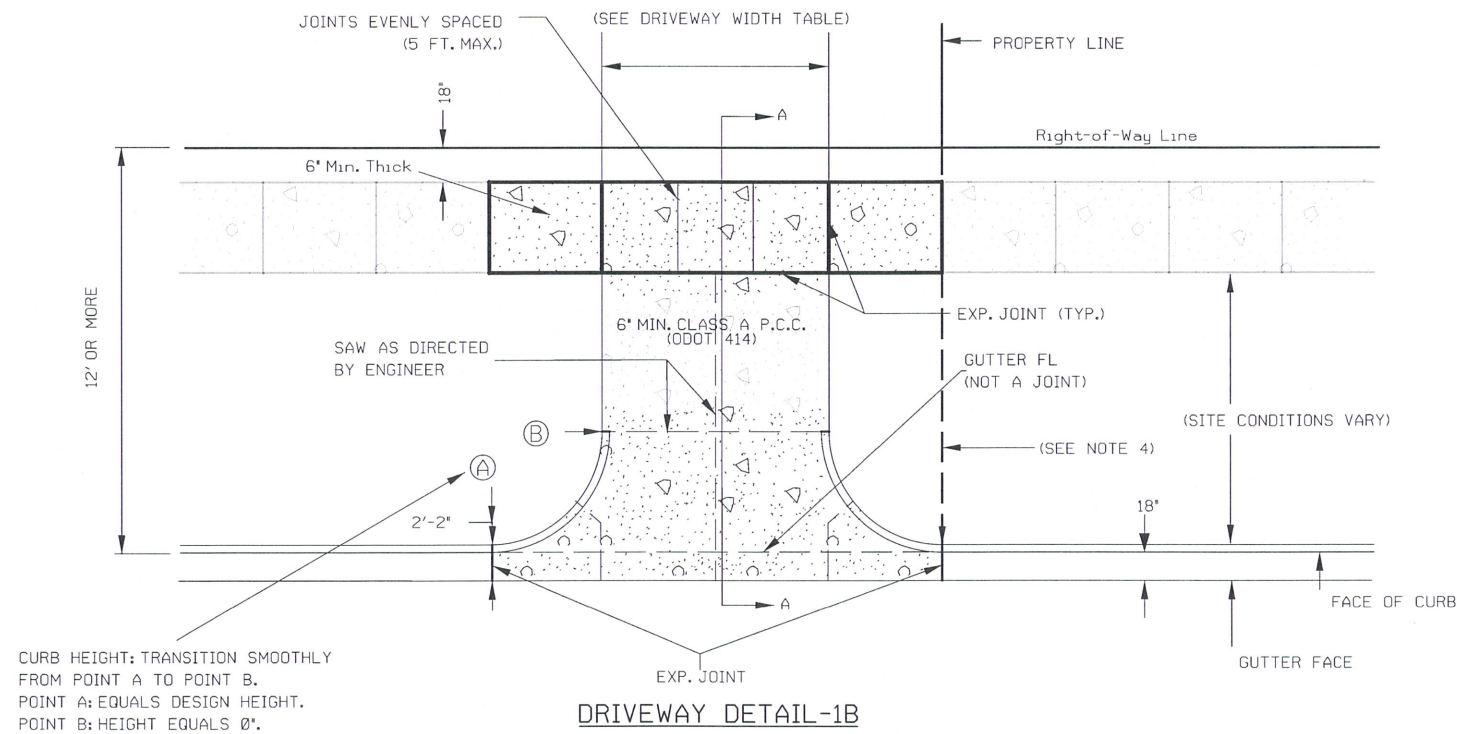 JOINTS EVENLY SPACED
(5 FT. MAX.)
(SEE DRIVEWAY WIDTH TABLE)
PROPERTY LINE
18"
A
Right-of-Way Line
6" Min. Thick
12' OR MORE
EXP. JOINT (TYP.)
6" MIN. CLASS A P.C.C.
(ODOT 414)
SAW AS DIRECTED
BY ENGINEER
GUTTER FL
(NOT A JOINT)
(SITE CONDITIONS VARY)
B
(SEE NOTE 4)
A
2'-2"
18"
A
FACE OF CURB
CURB HEIGHT: TRANSITION SMOOTHLY
FROM POINT A TO POINT B.
POINT A: EQUALS DESIGN HEIGHT.
POINT B: HEIGHT EQUALS 0".
EXP. JOINT
GUTTER FACE
DRIVEWAY DETAIL-1B